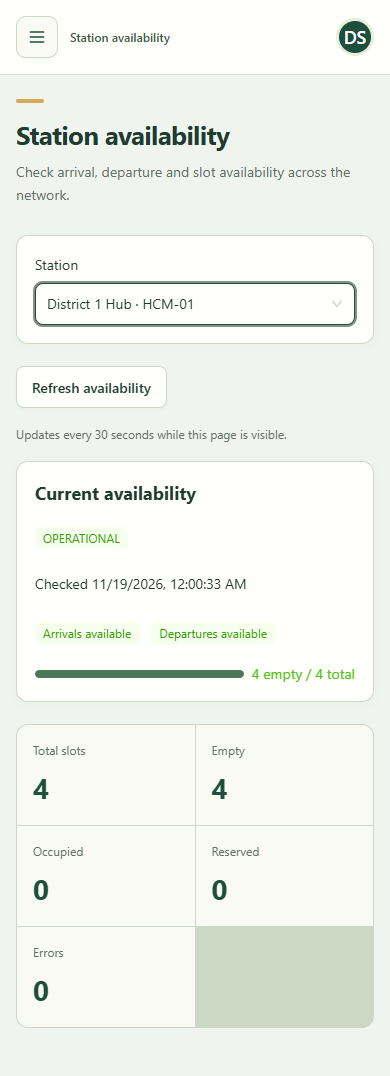 Station availability
DS
Station availability
Check arrival, departure and slot availability across the
network.
Station
District 1 Hub · HCM-01
Refresh availability
Updates every 30 seconds while this page is visible.
Current availability
OPERATIONAL
Checked 11/19/2026, 12:00:33 AM
Arrivals available
Departures available
4 empty / 4 total
Total slots
4
Empty
4
Occupied
0
Reserved
0
Errors
0